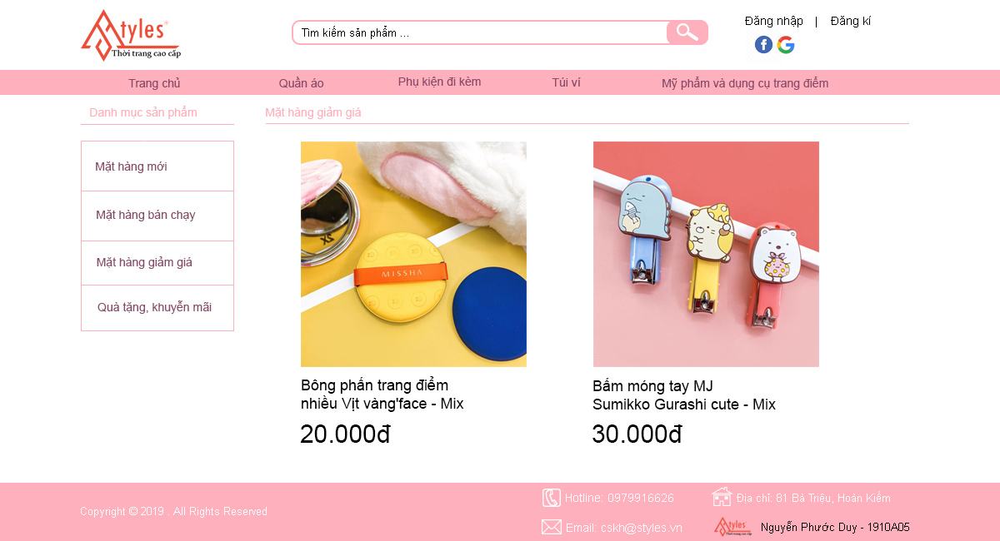 Styles
Thời trang cao cấp
Tìm kiếm sản phẩm ...
Đăng nhập | Đăng kí
Trang chủ
Quần áo
Phụ kiện đi kèm
Túi ví
Mỹ phẩm và dụng cụ trang điểm
Danh mục sản phẩm
Mặt hàng giảm giá
Mặt hàng mới
Mặt hàng bán chạy
Mặt hàng giảm giá
Quà tặng, khuyễn mãi
MISSHA
Bông phấn trang điểm
nhiều Vịt vàng'face - Mix
20.000đ
Bấm móng tay MJ
Sumikko Gurashi cute - Mix
30.000đ
Copyright © 2019 . All Rights Reserved
Hotline: 0979916626
Email: cskh@styles.vn
Địa chỉ: 81 Bà Triệu, Hoàn Kiếm
Styles
Thời trang cao cấp
Nguyễn Phước Duy - 1910A05